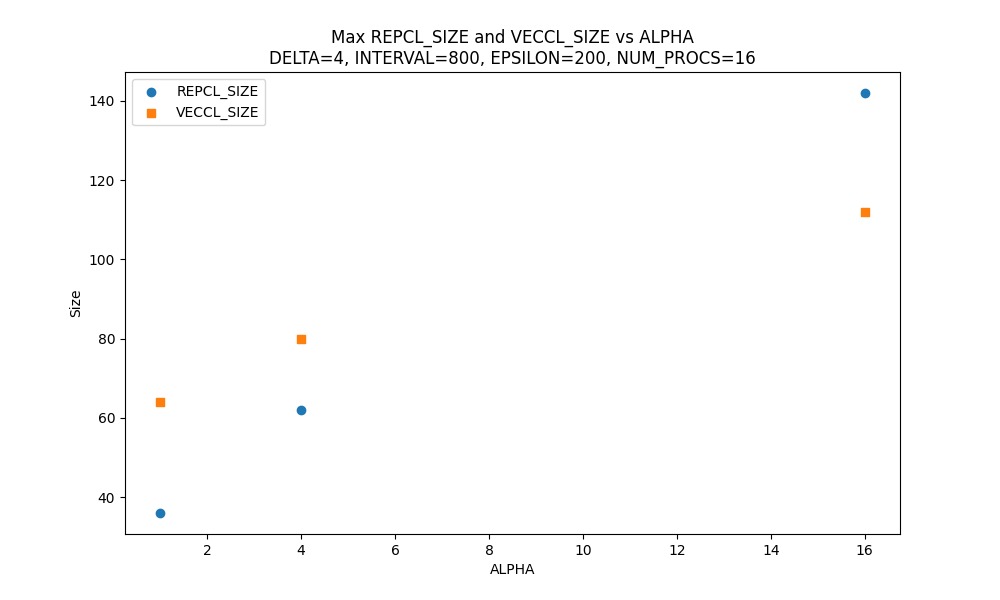 Max REPCL_SIZE and VECCL_SIZE vs ALPHA
DELTA=4, INTERVAL=800, EPSILON=200, NUM_PROCS=16
REPCL_SIZE
VECCL_SIZE
140
120
100
80
60
40
Size
2 4 6 8 10 12 14 16
ALPHA